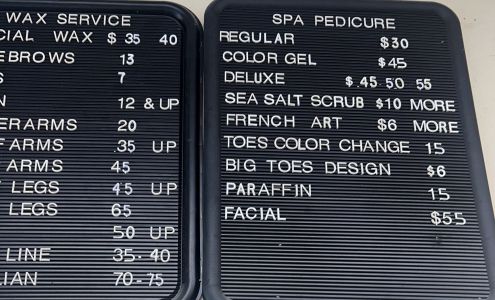 WAX SERVICE
CIAL WAX $ 35 40
EBROWS 13
S 7
N 12 & UP
ERARMS 20
F ARMS .35 UP
ARMS 45
LEGS 45 UP
LEGS 65
50 UP
LINE 35-40
LIAN 70-75
SPA PEDICURE
REGULAR $30
COLOR GEL $45
DELUXE $.45.50 55
SEA SALT SCRUB $10 MORE
FRENCH ART $6 MORE
TOES COLOR CHANGE 15
BIG TOES DESIGN $6
PARAFFIN 15
FACIAL $55